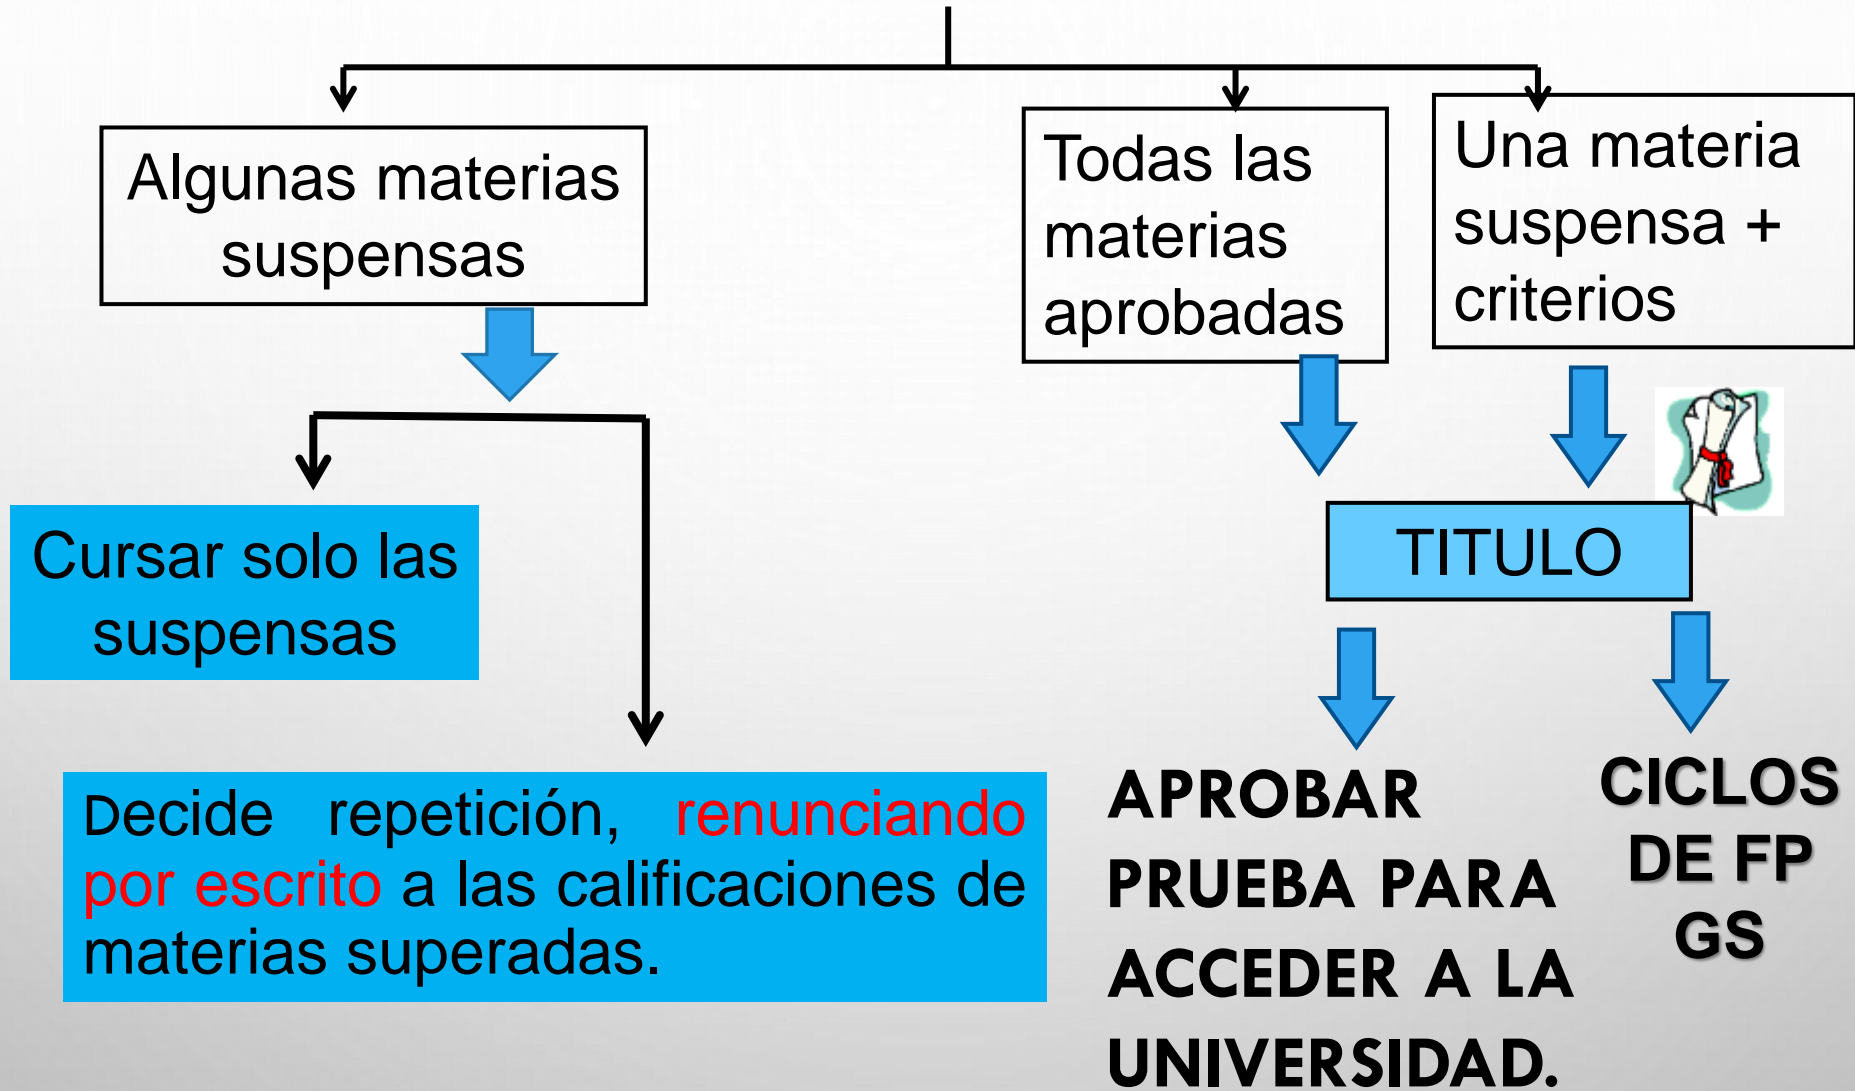 Algunas materias
suspensas
Todas las
materias
aprobadas
Una materia
suspensa +
criterios
Cursar solo las
suspensas
TITULO
Decide repetición, renunciando
por escrito a las calificaciones de
materias superadas.
APROBAR
PRUEBA PARA
ACCEDER A LA
UNIVERSIDAD.
CICLOS
DE FP
GS